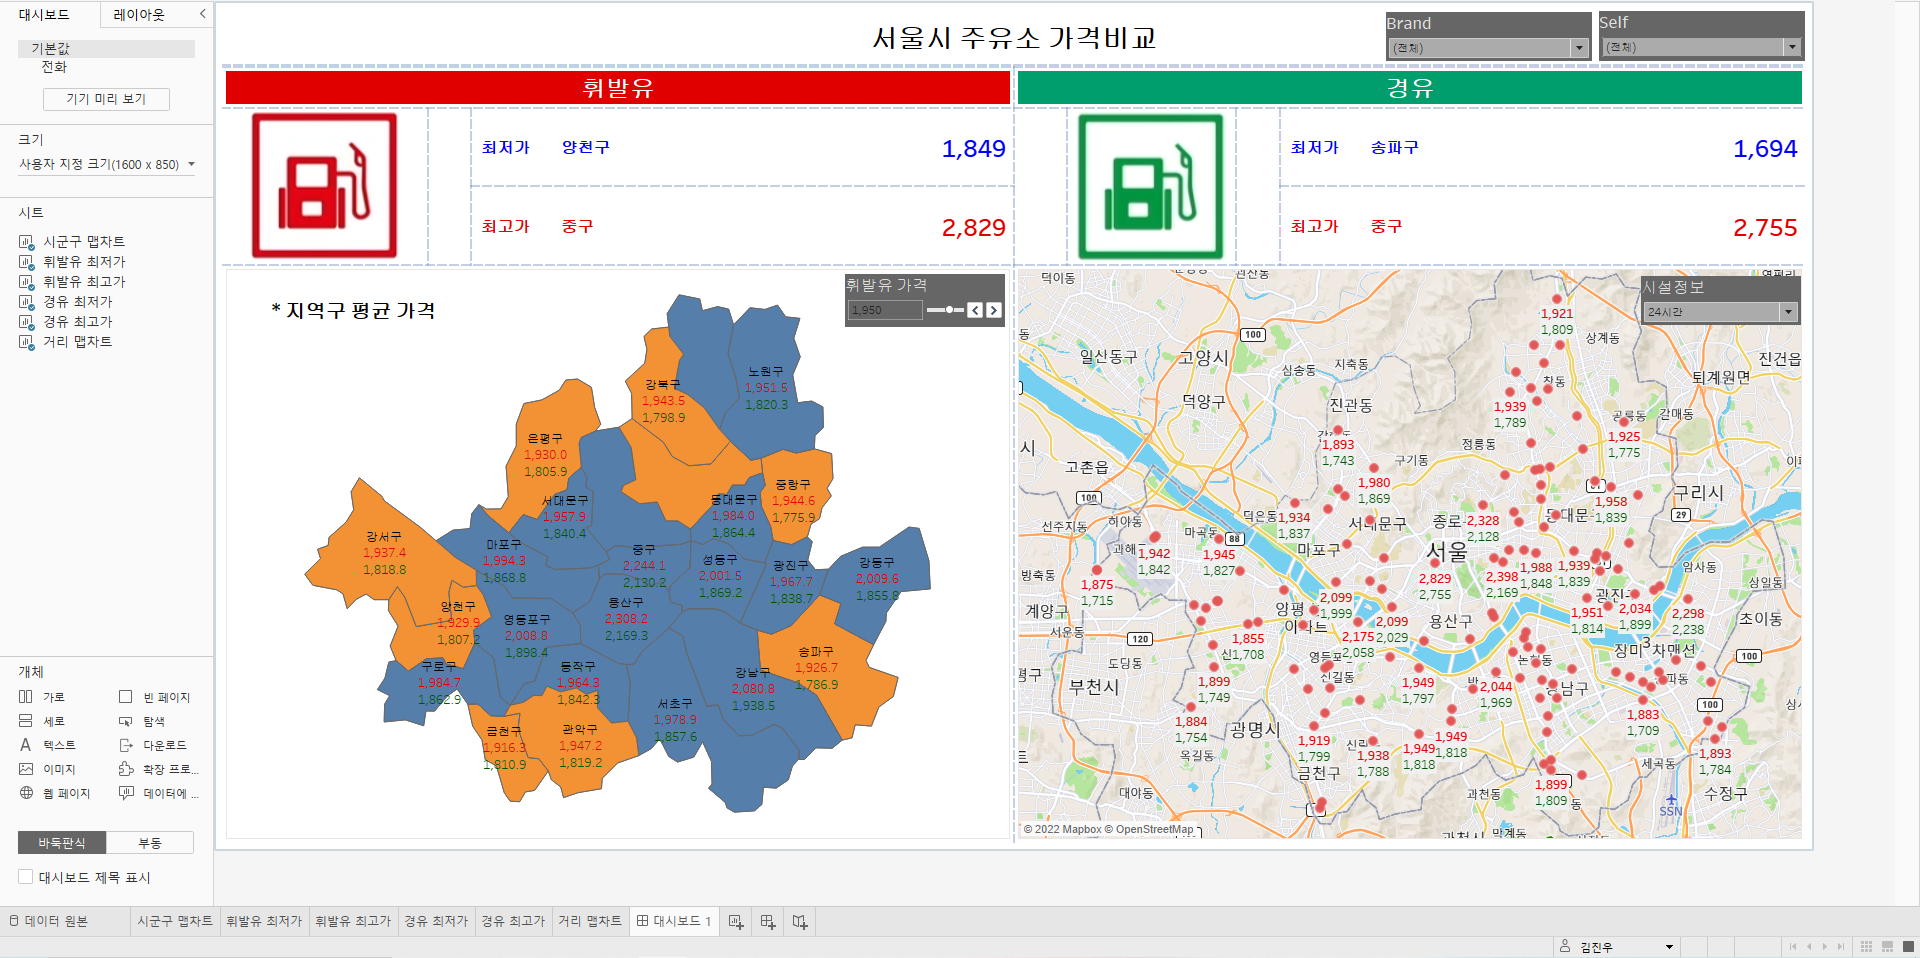 대시보드
레이아웃
기본값
전화
기기 미리 보기
크기
사용자 지정 크기(1600 x 850)
시트
시군구 맵차트
휘발유 최저가
휘발유 최고가
경유 최저가
경유 최고가
거리 맵차트
개체
가로
빈 페이지
세로
탐색
텍스트
다운로드
이미지
확장 프로...
웹 페이지
데이터에 ...
바둑판식
부동
대시보드 제목 표시
서울시 주유소 가격비교
Brand
(전체)
Self
(전체)
휘발유
경유
최저가 양천구 1,849
최고가 중구 2,829
최저가 송파구 1,694
최고가 중구 2,755
* 지역구 평균 가격
휘발유 가격
1,950
노원구
1,951.5
1,820.3
강북구
1,943.5
1,798.9
은평구
1,930.0
1,805.9
중랑구
1,944.6
1,775.9
동대문구
1,984.0
1,864.4
서대문구
1,957.9
1,840.4
강서구
1,937.4
1,818.8
마포구
1,994.3
1,868.8
중구
2,244.1
2,130.2
성동구
2,001.5
1,869.2
광진구
1,967.7
1,838.7
강동구
2,009.6
1,855.8
양천구
1,929.9
1,807.2
영등포구
2,008.8
1,898.4
용산구
2,308.2
2,169.3
송파구
1,926.7
1,786.9
구로구
1,984.7
1,862.9
동작구
1,964.3
1,842.3
강남구
2,080.8
1,938.5
서초구
1,978.9
1,857.6
금천구
1,916.3
1,810.9
관악구
1,947.2
1,819.2
시설정보
24시간
덕이동
1,921
1,809
상계동
100
일산동구
고양시
심송동
지축동
진건읍
퇴계원면
덕양구
진관동
창동
1,939
1,789
공릉동
갈매동
1,925
1,775
1,893
1,743
정릉동
구기동
고촌읍
100
1,980
1,869
구리시
1,958
1,839
29
선주지동
하야동
마곡동
덕은동
1,934
1,837
서대문구
종로
2,328
2,128
88
마포구
서울
과해
1,942
1,842
1,945
1,827
방축동
1,875
1,715
2,829
2,755
2,398
2,169
1,988
1,848
1,939
1,839
암사동
삼일동
계양구
양평
2,099
1,999
2,099
2,029
용산구
광진
1,951
1,814
2,034
1,899
2,298
2,238
초이동
서운동
120
1,855
1,708
2,175
2,058
장미
3
차맨션
100
도딩동
영등포
신길동
부천시
1,899
1,749
1,949
1,797
2,044
1,969
강남구
1,884
1,754
광명시
1,883
1,709
100
옥길동
1,919
1,799
1,938
1,788
1,949
1,818
1,949
1,818
1,893
1,784
금천구
세곡동
대야동
과천동
1,899
1,809
SSN
수정구
막계동
© 2022 Mapbox © OpenStreetMap
데이터 원본
시군구 맵차트
휘발유 최저가
휘발유 최고가
경유 최저가
경유 최고가
거리 맵차트
대시보드 1
김진우